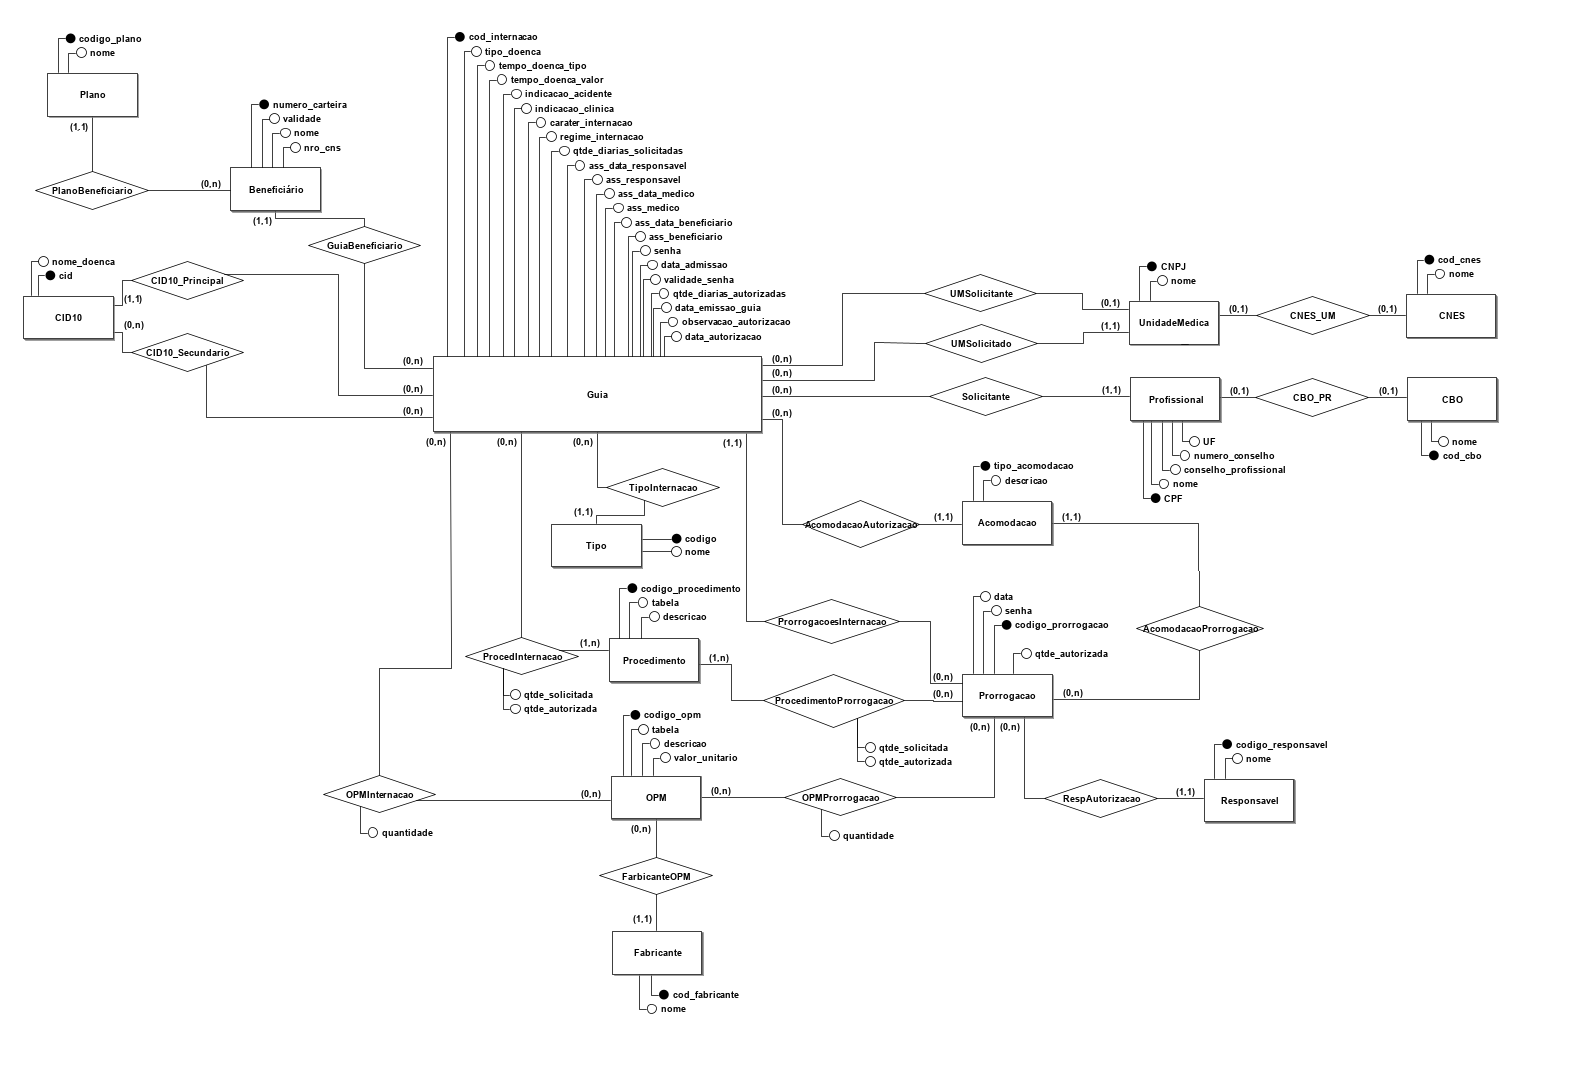 codigo_plano
nome
Plano
(1,1)
PlanoBeneficiario
(0,n)
numero_carteira
validade
nome
nro_cns
Beneficiário
(1,1)
GuiaBeneficiario
nome_doenca
cid
CID10
(1,1)
(0,n)
CID10_Principal
CID10_Secundario
(0,n)
(0,n)
(0,n)
cod_internacao
tipo_doenca
tempo_doenca_tipo
tempo_doenca_valor
indicacao_acidente
indicacao_clinica
carater_internacao
regime_internacao
qtde_diarias_solicitadas
ass_data_responsavel
ass_responsavel
ass_data_medico
ass_medico
ass_data_beneficiario
ass_beneficiario
senha
data_admissao
validade_senha
qtde_diarias_autorizadas
data_emissao_guia
observacao_autorizacao
data_autorizacao
Guia
(0,n)
(0,n)
(0,n)
(0,n)
UMSolicitante
UMSolicitado
(0,1)
(1,1)
CNPJ
nome
UnidadeMedica
(0,1)
CNES_UM
(0,1)
cod_cnes
nome
CNES
Solicitante
(1,1)
Profissional
(0,1)
CBO_PR
(0,1)
CBO
nome
cod_cbo
UF
numero_conselho
conselho_profissional
nome
CPF
(0,n)
(0,n)
(0,n)
(1,1)
TipoInternacao
(1,1)
Tipo
codigo
nome
AcomodacaoAutorizacao
(1,1)
tipo_acomodacao
descricao
Acomodacao
(1,1)
AcomodacaoProrrogacao
codigo_procedimento
tabela
descricao
ProcedInternacao
(1,n)
Procedimento
(1,n)
qtde_solicitada
qtde_autorizada
ProrrogacoesInternacao
(0,n)
data
senha
codigo_prorrogacao
qtde_autorizada
ProcedimentoProrrogacao
(0,n)
Prorrogacao
(0,n)
(0,n)
(0,n)
qtde_solicitada
qtde_autorizada
codigo_opm
tabela
descricao
valor_unitario
OPMInternacao
(0,n)
OPM
(0,n)
OPMProrrogacao
quantidade
quantidade
RespAutorizacao
(1,1)
codigo_responsavel
nome
Responsavel
(0,n)
FarbicanteOPM
(1,1)
Fabricante
cod_fabricante
nome